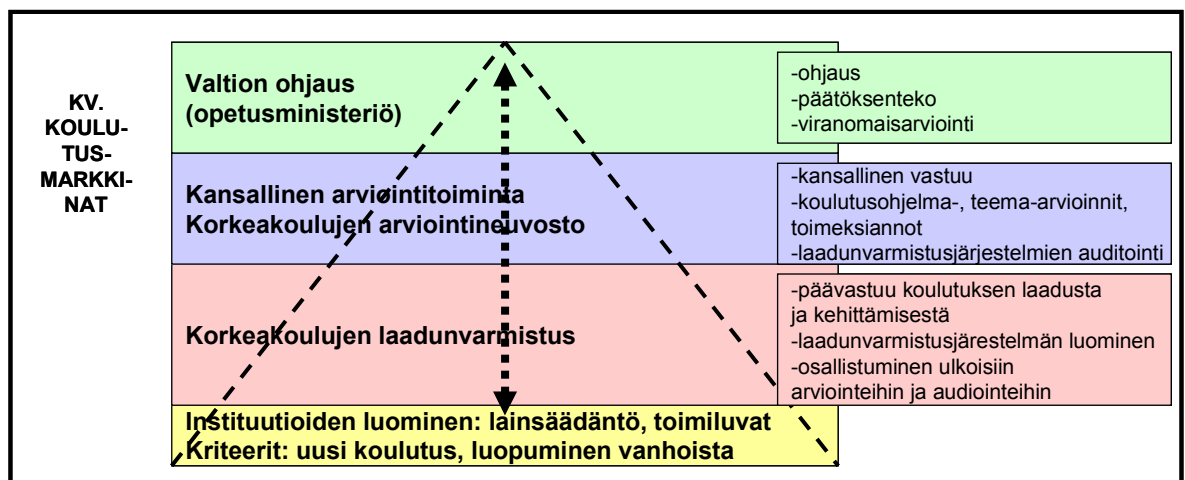 KV.
KOULU-
TUS-
MARKKI-
NAT
Valtion ohjaus
(opetusministeriö)
-ohjaus
-päätöksenteko
-viranomaisarviointi
Kansallinen arviointitoiminta
Korkeakoulujen arviointineuvosto
-kansallinen vastuu
-koulutusohjelma-, teema-arvioinnit,
toimeksiannot
-laadunvarmistusjärjestelmien auditointi
Korkeakoulujen laadunvarmistus
-päävastuu koulutuksen laadusta
ja kehittämisestä
-laadunvarmistusjärestelmän luominen
-osallistuminen ulkoisiin
arviointeihin ja audiointeihin
Instituutioiden luominen: lainsäädäntö, toimiluvat
Kriteerit: uusi koulutus, luopuminen vanhoista